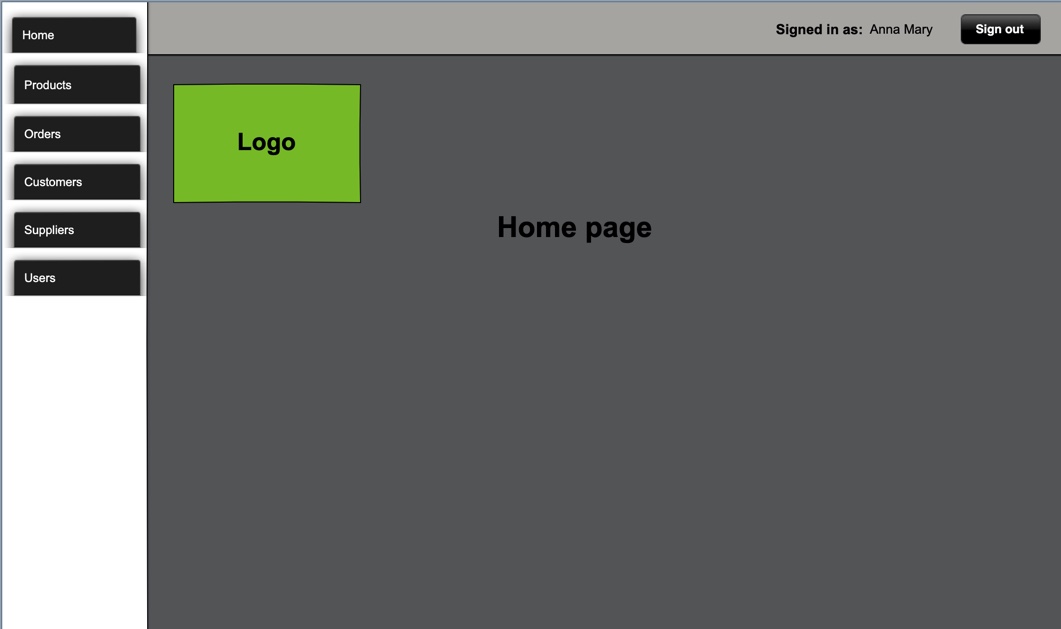 Home
Signed in as: Anna Mary
Sign out
Products
Orders
Customers
Suppliers
Users
Logo
Home page